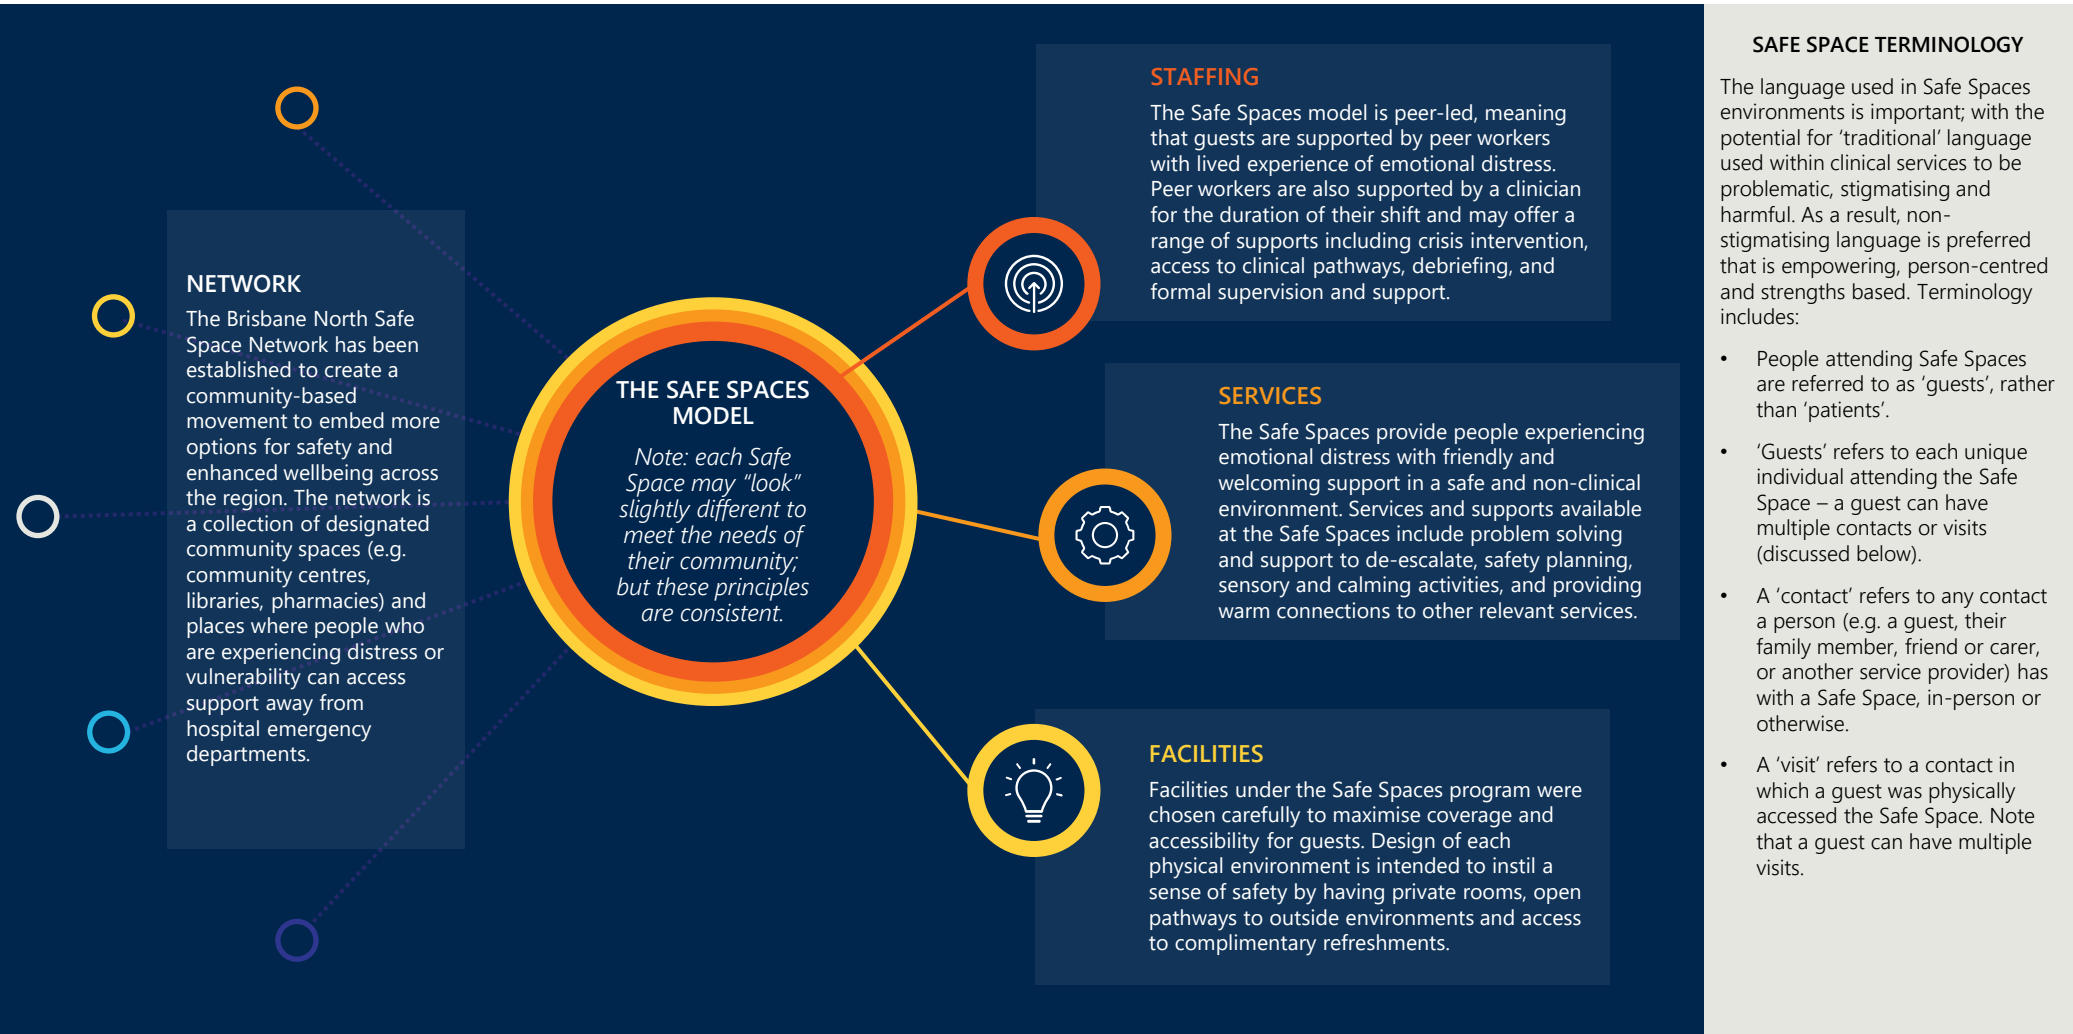 NETWORK
The Brisbane North Safe
Space Network has been
established to create a
community-based
movement to embed more
options for safety and
enhanced wellbeing across
the region. The network is
a collection of designated
community spaces (e.g.
community centres,
libraries, pharmacies) and
places where people who
are experiencing distress or
vulnerability can access
support away from
hospital emergency
departments.
THE SAFE SPACES
MODEL
Note: each Safe
Space may “look”
slightly different to
meet the needs of
their community;
but these principles
are consistent.
STAFFING
The Safe Spaces model is peer-led, meaning
that guests are supported by peer workers
with lived experience of emotional distress.
Peer workers are also supported by a clinician
for the duration of their shift and may offer a
range of supports including crisis intervention,
access to clinical pathways, debriefing, and
formal supervision and support.
SERVICES
The Safe Spaces provide people experiencing
emotional distress with friendly and
welcoming support in a safe and non-clinical
environment. Services and supports available
at the Safe Spaces include problem solving
and support to de-escalate, safety planning,
sensory and calming activities, and providing
warm connections to other relevant services.
FACILITIES
Facilities under the Safe Spaces program were
chosen carefully to maximise coverage and
accessibility for guests. Design of each
physical environment is intended to instil a
sense of safety by having private rooms, open
pathways to outside environments and access
to complimentary refreshments.
SAFE SPACE TERMINOLOGY
The language used in Safe Spaces
environments is important; with the
potential for ‘traditional’ language
used within clinical services to be
problematic, stigmatising and
harmful. As a result, non-
stigmatising language is preferred
that is empowering, person-centred
and strengths based. Terminology
includes:
• People attending Safe Spaces
are referred to as ‘guests’, rather
than ‘patients’.
• ‘Guests’ refers to each unique
individual attending the Safe
Space – a guest can have
multiple contacts or visits
(discussed below).
• A ‘contact’ refers to any contact
a person (e.g. a guest, their
family member, friend or carer,
or another service provider) has
with a Safe Space, in-person or
otherwise.
• A ‘visit’ refers to a contact in
which a guest was physically
accessed the Safe Space. Note
that a guest can have multiple
visits.